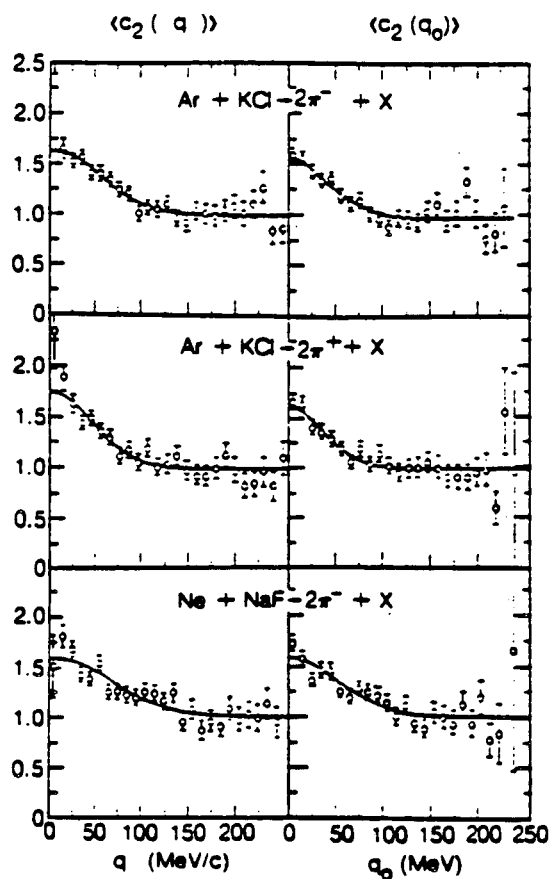 ⟨c₂ ( q )⟩ ⟨c₂ (q₀)⟩
2.5
Ar + KCl – 2π⁻ + X
2.0
1.5
1.0
0.5
0
Ar + KCl – 2π⁺ + X
2.0
1.5
1.0
0.5
0
Ne + NaF – 2π⁻ + X
2.0
1.5
1.0
0.5
0
0 50 100 150 200 0 50 100 150 200 250
q (MeV/c) q₀ (MeV)